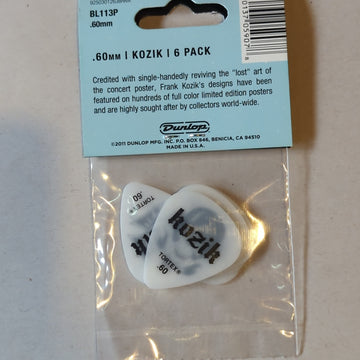 BL113P
.60mm
.60MM | KOZIK | 6 PACK
Credited with single-handedly reviving the "lost" art of
the concert poster, Frank Kozik's designs have been
featured on hundreds of full color limited edition posters
and are highly sought after by collectors world-wide.
Dunlop
©2011 DUNLOP MFG. INC. P.O. BOX 846, BENICIA, CA 94510
MADE IN U.S.A.
TORTEX®
.60
kozik
TORTEX®
.60